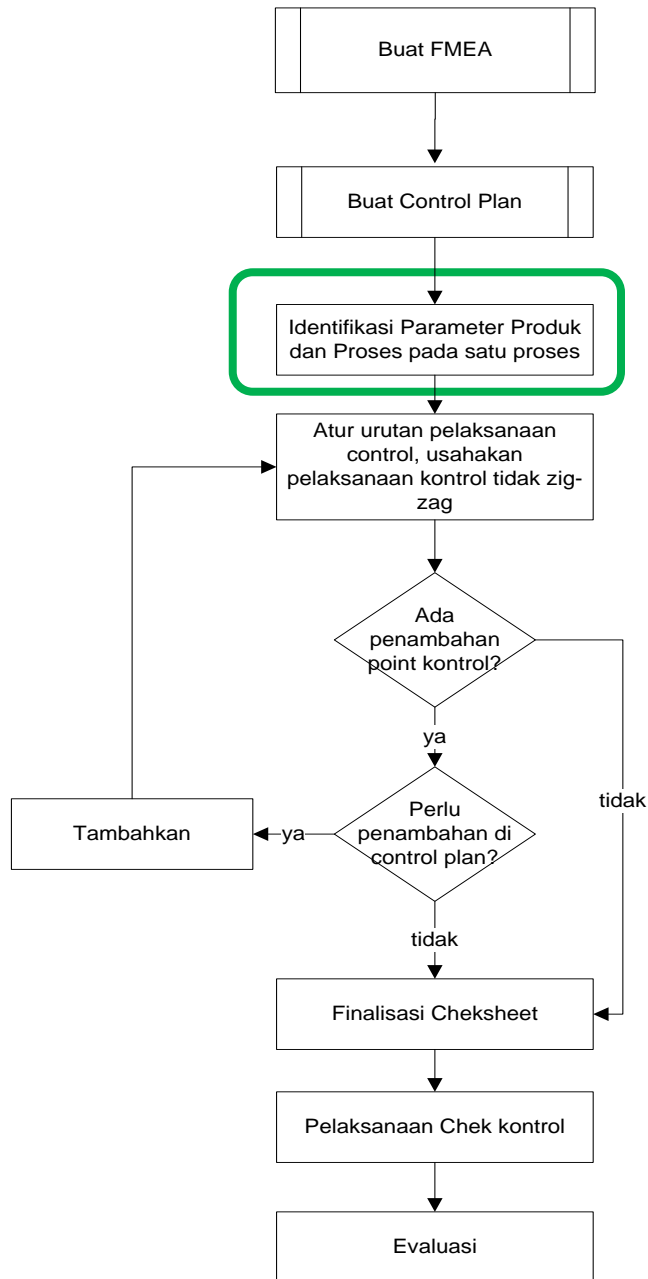 Buat FMEA
Buat Control Plan
Identifikasi Parameter Produk
dan Proses pada satu proses
Atur urutan pelaksanaan
control, usahakan
pelaksanaan kontrol tidak zig-
zag
Ada
penambahan
point kontrol?
ya
tidak
Perlu
penambahan di
control plan?
ya
Tambahkan
tidak
Finalisasi Cheksheet
Pelaksanaan Chek kontrol
Evaluasi